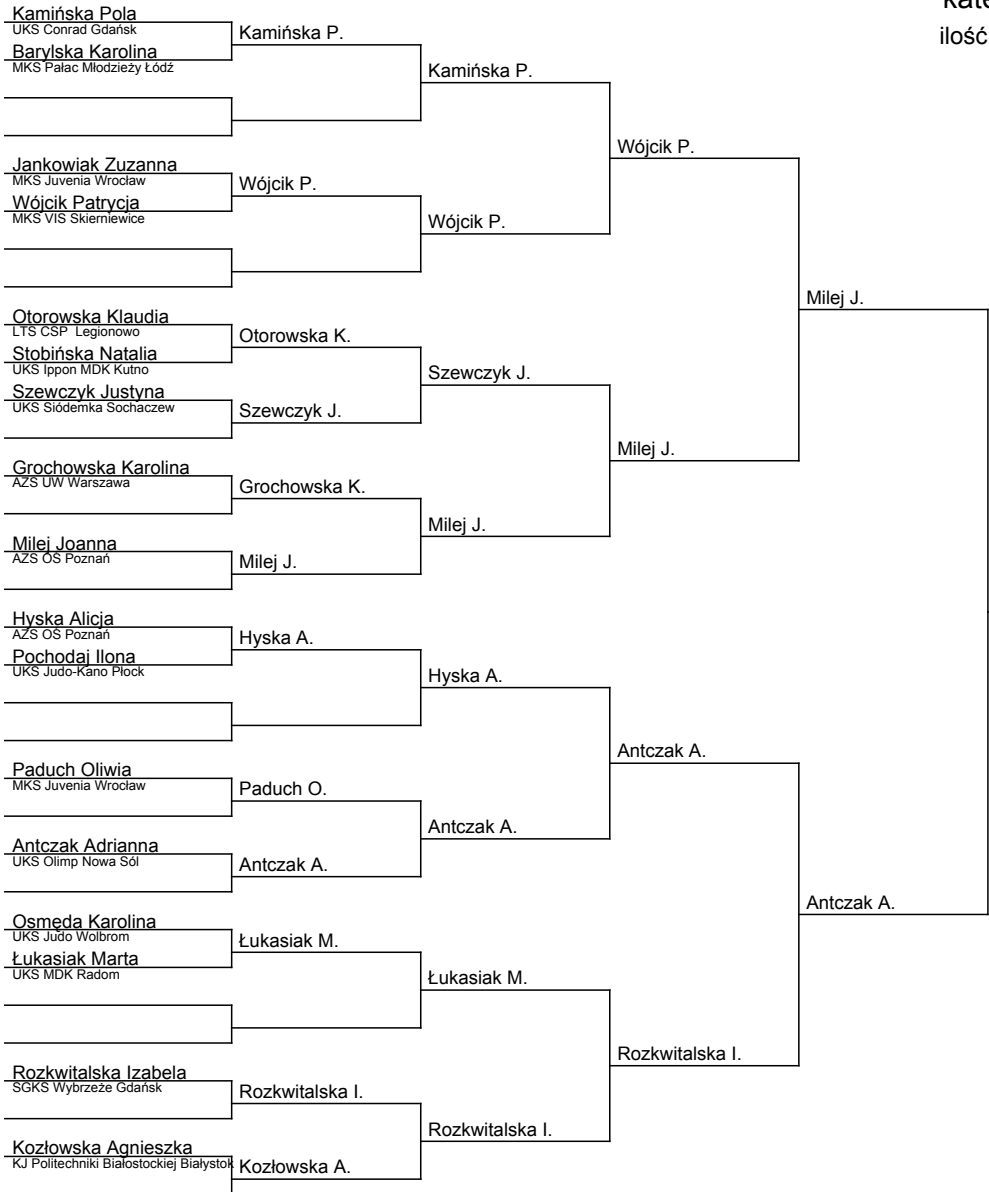 kate
ilość
Kamińska Pola
UKS Conrad Gdańsk
Barylska Karolina
MKS Pałac Młodzieży Łódź
Jankowiak Zuzanna
MKS Juvenia Wrocław
Wójcik Patrycja
MKS VIS Skierniewice
Otorowska Klaudia
LTS CSP Legionowo
Stobińska Natalia
UKS Ippon MDK Kutno
Szewczyk Justyna
UKS Siódemka Sochaczew
Grochowska Karolina
AZS UW Warszawa
Milej Joanna
AZS OŚ Poznań
Hyska Alicja
AZS OŚ Poznań
Pochodaj Ilona
UKS Judo-Kano Płock
Paduch Oliwia
MKS Juvenia Wrocław
Antczak Adrianna
UKS Olimp Nowa Sól
Osmęda Karolina
UKS Judo Wolbrom
Łukasiak Marta
UKS MDK Radom
Rozkwitalska Izabela
SGKS Wybrzeże Gdańsk
Kozłowska Agnieszka
KJ Politechniki Białostockiej Białystok
Kamińska P.
Wójcik P.
Otorowska K.
Szewczyk J.
Grochowska K.
Milej J.
Hyska A.
Paduch O.
Antczak A.
Łukasiak M.
Rozkwitalska I.
Kozłowska A.
Kamińska P.
Wójcik P.
Szewczyk J.
Milej J.
Hyska A.
Antczak A.
Łukasiak M.
Rozkwitalska I.
Wójcik P.
Milej J.
Antczak A.
Rozkwitalska I.
Milej J.
Antczak A.